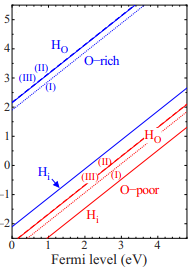 5
4
3
2
1
0
−1
−2
H_O
(II)
(III)
(I)
O−rich
H_O
H_i
(II)
(III)
(I)
O−poor
H_i
0 1 2 3 4
Fermi level (eV)